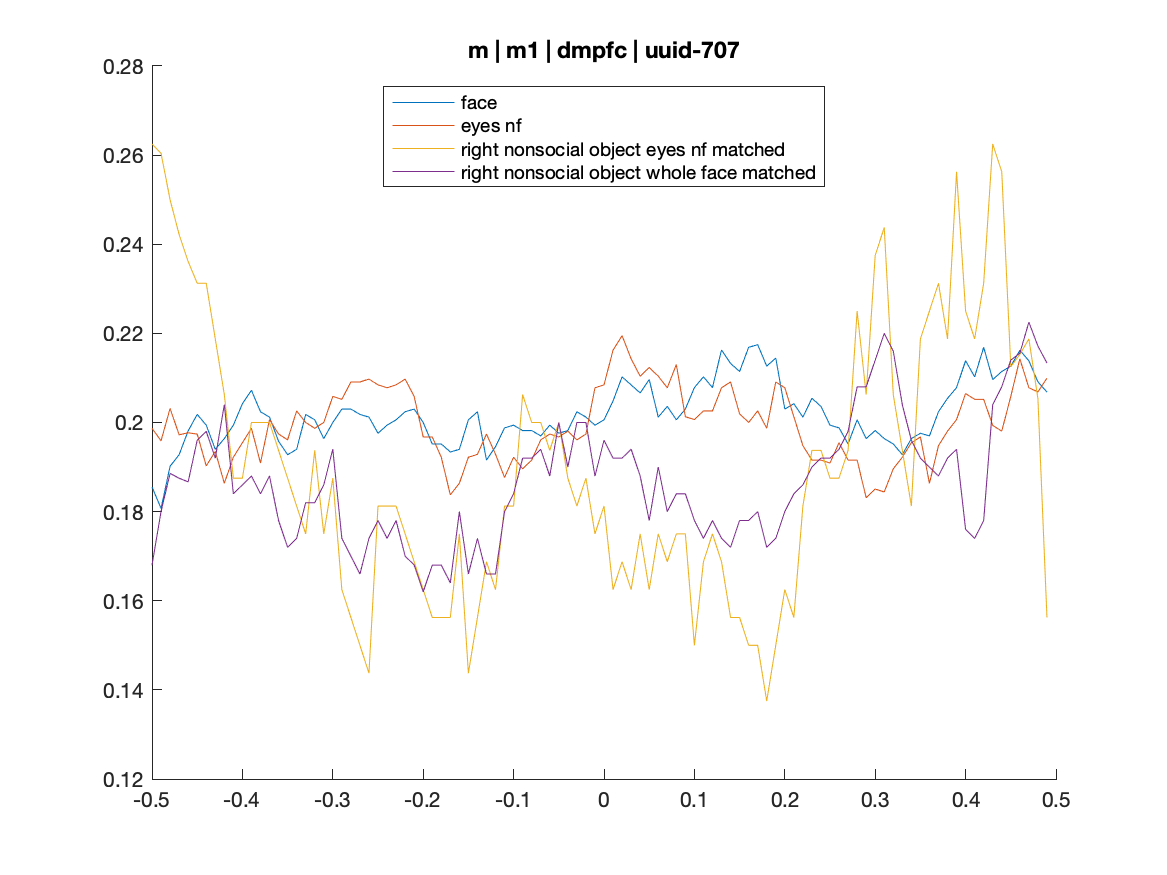 m | m1 | dmpfc | uuid-707
face
eyes nf
right nonsocial object eyes nf matched
right nonsocial object whole face matched
0.28
0.26
0.24
0.22
0.2
0.18
0.16
0.14
0.12
-0.5 -0.4 -0.3 -0.2 -0.1 0 0.1 0.2 0.3 0.4 0.5